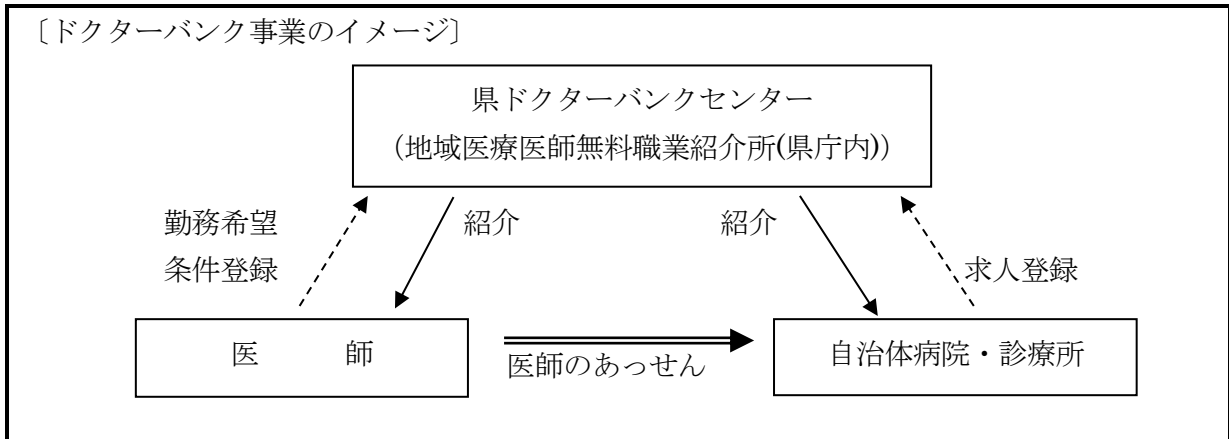 〔ドクターバンク事業のイメージ〕
県ドクターバンクセンター
（地域医療医師無料職業紹介所(県庁内)）
勤務希望
条件登録
紹介
紹介
求人登録
医　　　師
医師のあっせん
自治体病院・診療所